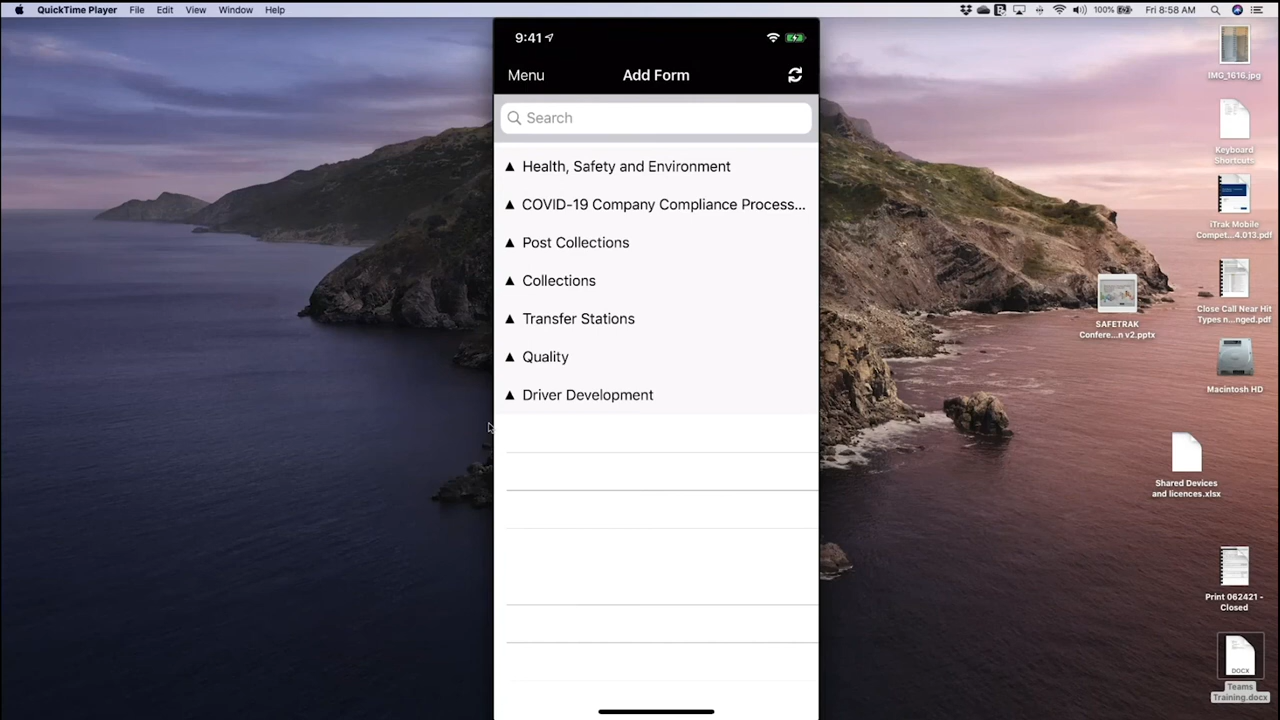 QuickTime Player File Edit View Window Help 100% Fri 8:58 AM
9:41
Menu Add Form
Search
Health, Safety and Environment
COVID-19 Company Compliance Process...
Post Collections
Collections
Transfer Stations
Quality
Driver Development
IMG_1616.jpg
Keyboard
Shortcuts
iTrak Mobile
Compet...4.013.pdf
Close Call Near Hit
Types n...nged.pdf
SAFETRAK
Conferen...n v2.pptx
Macintosh HD
Shared Devices
and licences.xlsx
Print 062421 -
Closed
DOCX
Teams
Training.docx